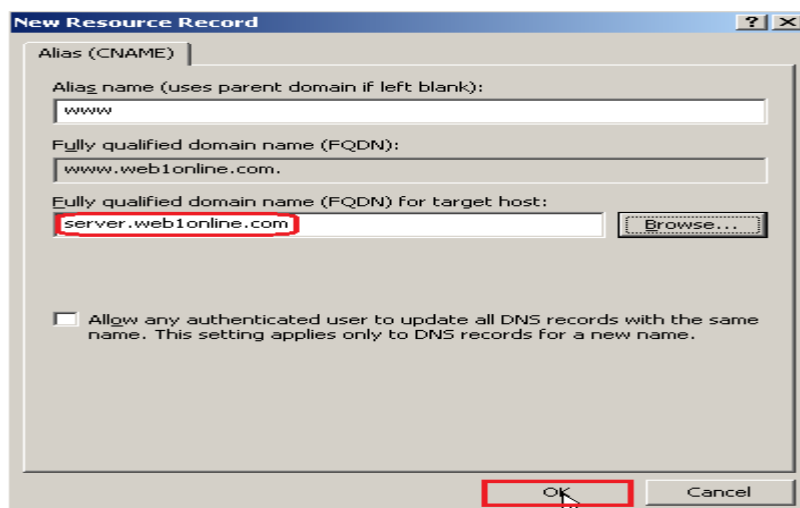 New Resource Record
Alias (CNAME)
Alias name (uses parent domain if left blank):
www
Fully qualified domain name (FQDN):
www.web1online.com.
Fully qualified domain name (FQDN) for target host:
server.web1online.com
Browse...
Allow any authenticated user to update all DNS records with the same
name. This setting applies only to DNS records for a new name.
OK
Cancel